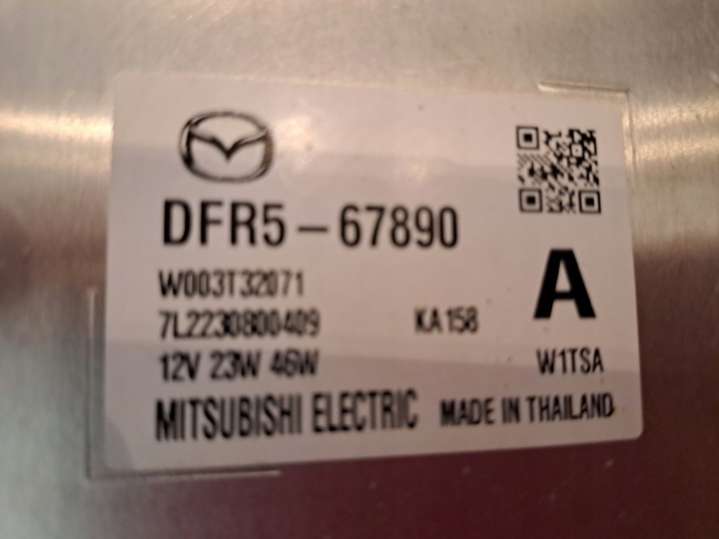 DFR5-67890
W003T32071
7L2230800409 KA158
A
12V 23W 46W W1TSA
MITSUBISHI ELECTRIC MADE IN THAILAND